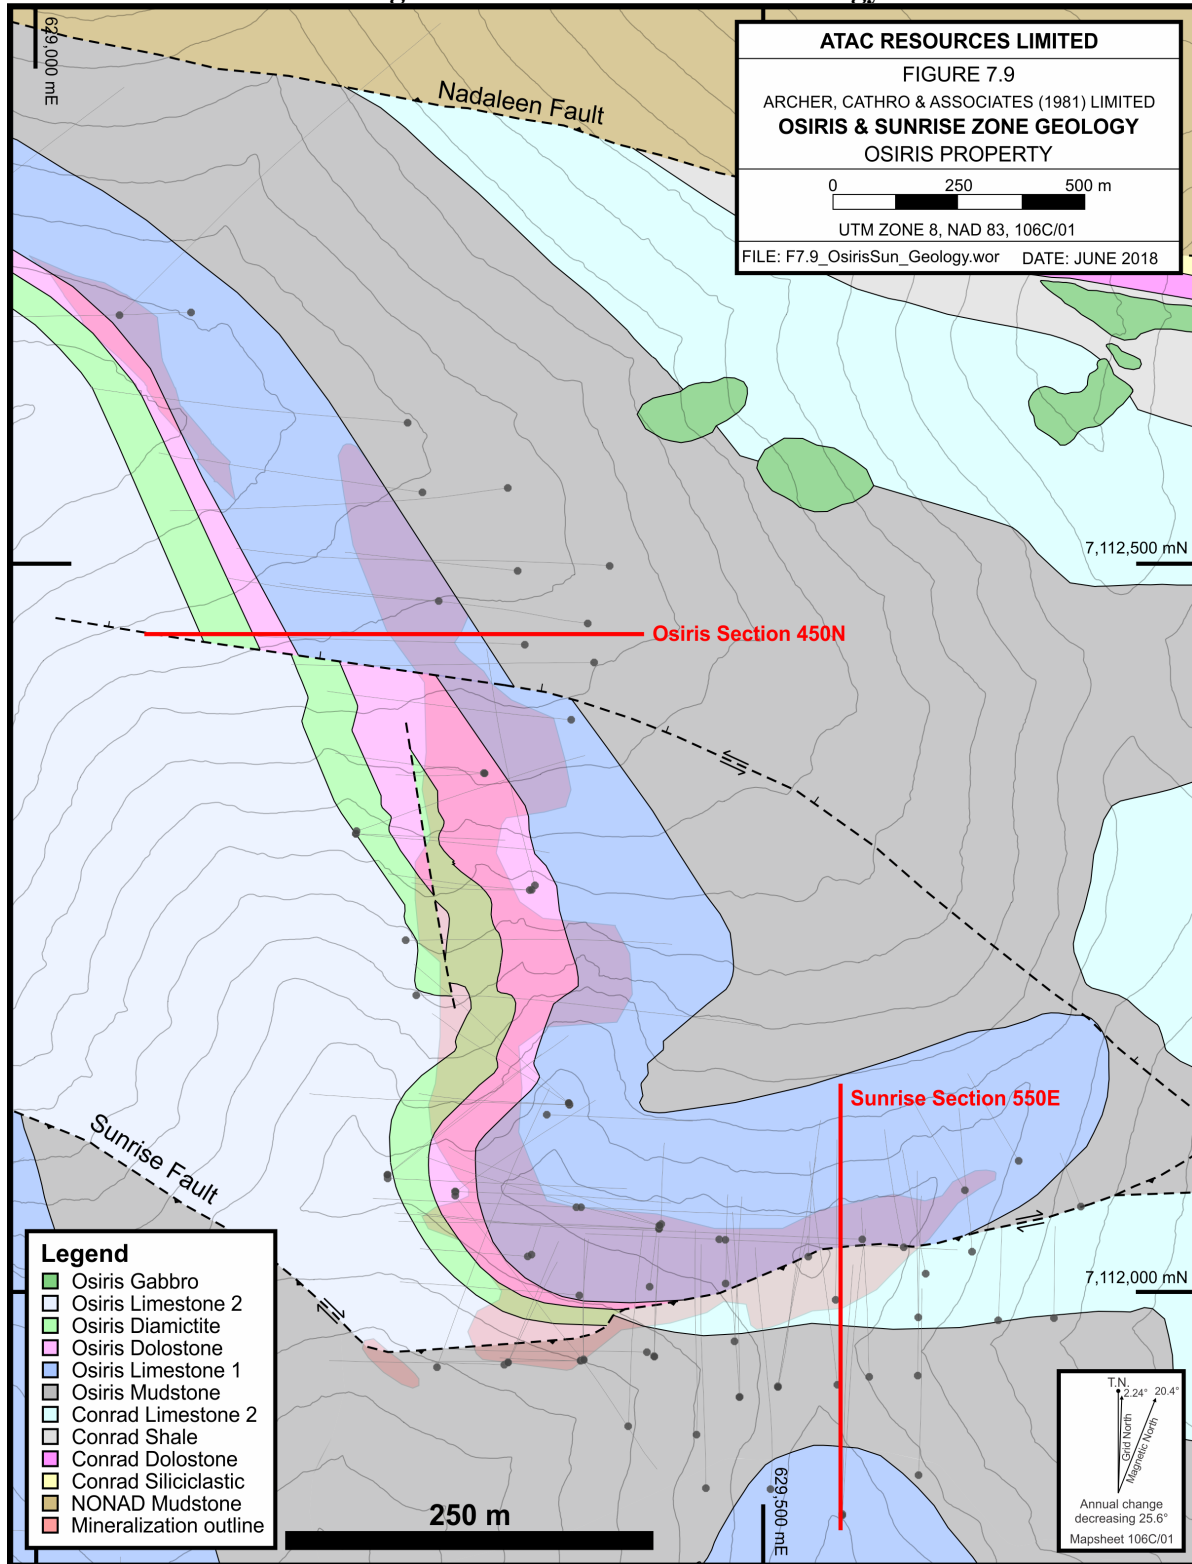 629,000 mE
Nadaleen Fault
ATAC RESOURCES LIMITED
FIGURE 7.9
ARCHER, CATHRO & ASSOCIATES (1981) LIMITED
OSIRIS & SUNRISE ZONE GEOLOGY
OSIRIS PROPERTY
0 250 500 m
UTM ZONE 8, NAD 83, 106C/01
FILE: F7.9_OsirisSun_Geology.wor DATE: JUNE 2018
7,112,500 mN
Osiris Section 450N
Sunrise Section 550E
Sunrise Fault
7,112,000 mN
Legend
Osiris Gabbro
Osiris Limestone 2
Osiris Diamictite
Osiris Dolostone
Osiris Limestone 1
Osiris Mudstone
Conrad Limestone 2
Conrad Shale
Conrad Dolostone
Conrad Siliciclastic
NONAD Mudstone
Mineralization outline
250 m
629,500 mE
T.N.
2.24° 20.4°
Grid North
Magnetic North
Annual change
decreasing 25.6°
Mapsheet 106C/01